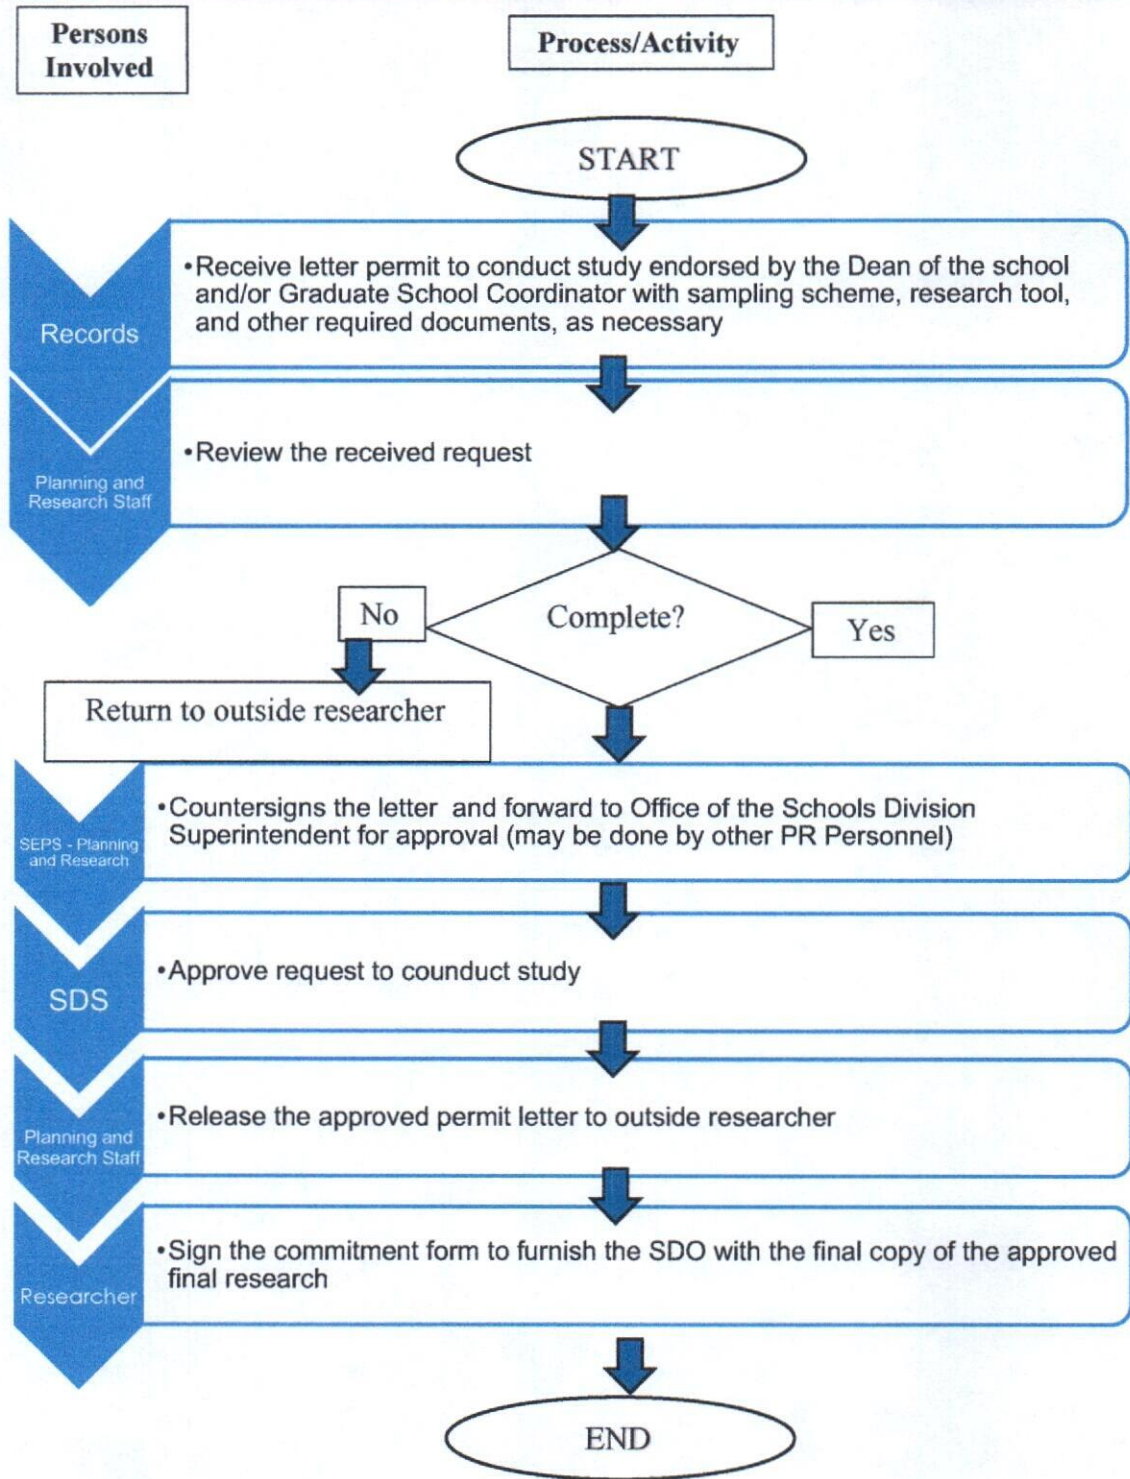 Persons
Involved
Process/Activity
START
Records
•Receive letter permit to conduct study endorsed by the Dean of the school
and/or Graduate School Coordinator with sampling scheme, research tool,
and other required documents, as necessary
Planning and
Research Staff
•Review the received request
Complete?
No
Yes
Return to outside researcher
SEPS - Planning
and Research
•Countersigns the letter and forward to Office of the Schools Division
Superintendent for approval (may be done by other PR Personnel)
SDS
•Approve request to counduct study
Planning and
Research Staff
•Release the approved permit letter to outside researcher
Researcher
•Sign the commitment form to furnish the SDO with the final copy of the approved
final research
END